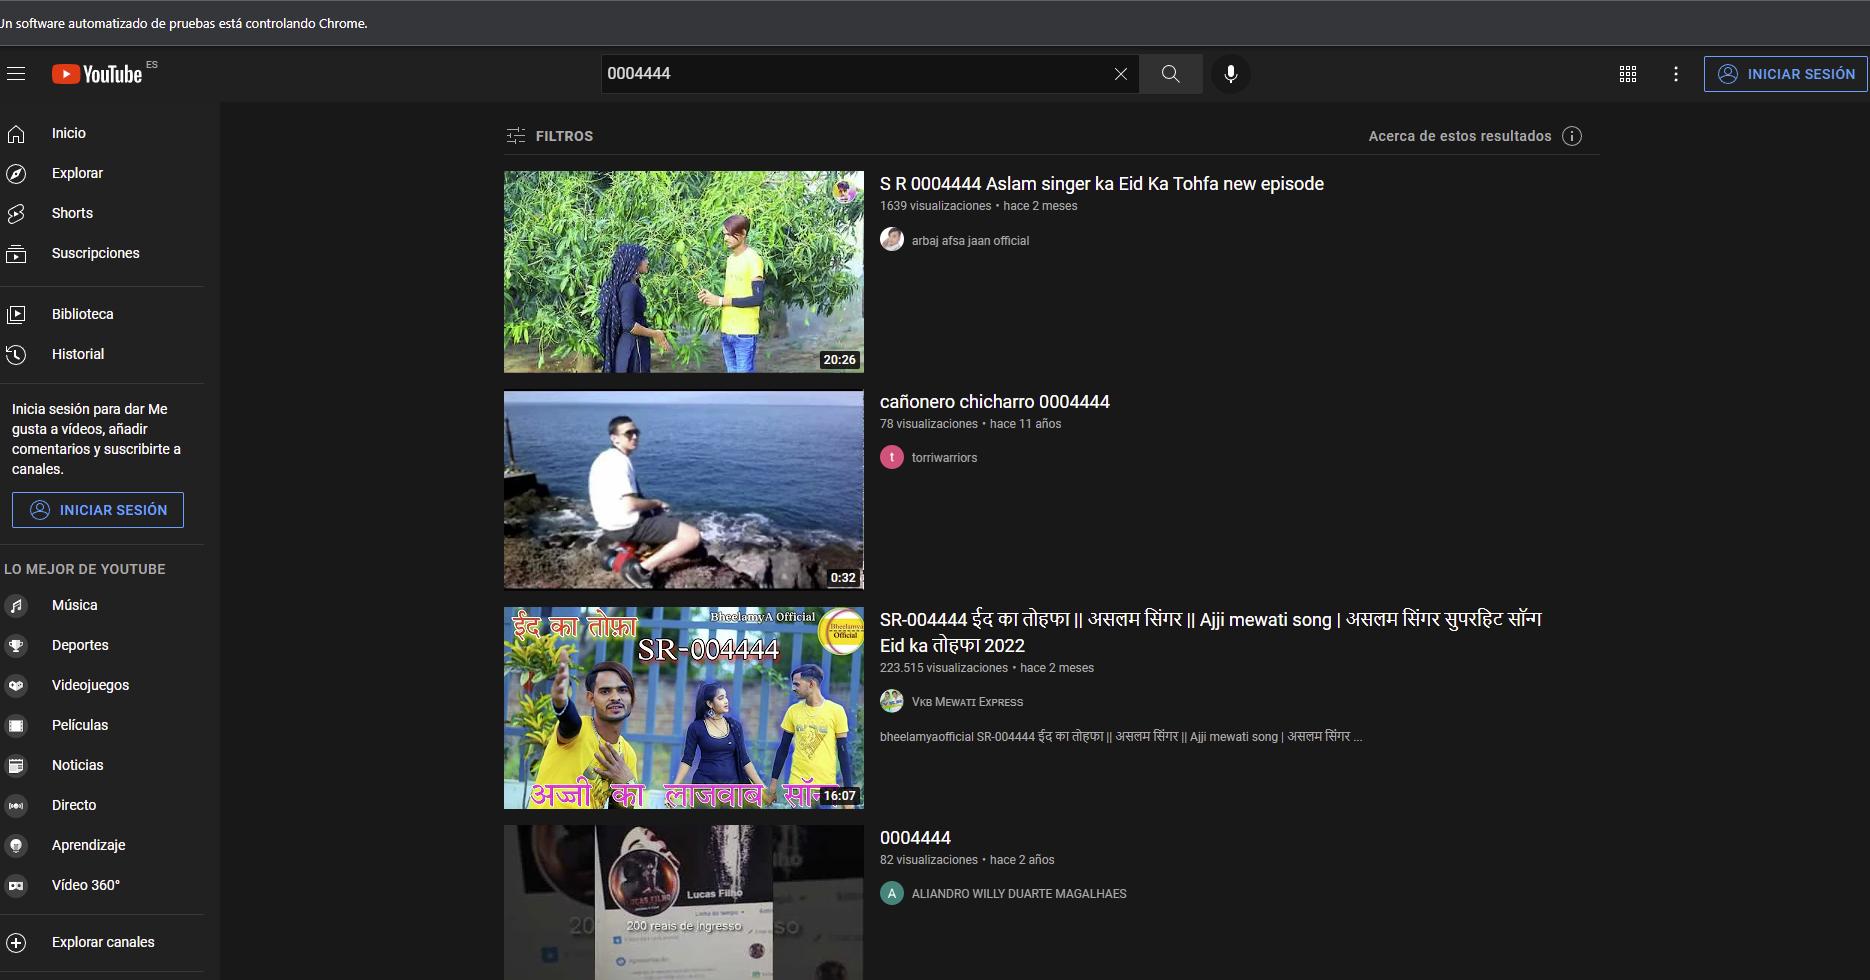 Un software automatizado de pruebas está controlando Chrome.
YouTube ES
0004444
INICIAR SESIÓN
Inicio
Explorar
Shorts
Suscripciones
Biblioteca
Historial
Inicia sesión para dar Me
gusta a vídeos, añadir
comentarios y suscribirte a
canales.
INICIAR SESIÓN
LO MEJOR DE YOUTUBE
Música
Deportes
Videojuegos
Películas
Noticias
Directo
Aprendizaje
Vídeo 360°
Explorar canales
FILTROS
Acerca de estos resultados
20:26
S R 0004444 Aslam singer ka Eid Ka Tohfa new episode
1639 visualizaciones • hace 2 meses
arbaj afsa jaan official
0:32
cañonero chicharro 0004444
78 visualizaciones • hace 11 años
t
torriwarriors
ईद का तोफ़ा
BheelamyA Official
Bheelamya
Official
SR-004444
अज्जी का लाजवाब
16:07
SR-004444 ईद का तोहफा || असलम सिंगर || Ajji mewati song | असलम सिंगर सुपरहिट सॉन्ग
Eid ka तोहफा 2022
223.515 visualizaciones • hace 2 meses
Vkb Mewati Express
bheelamyaofficial SR-004444 ईद का तोहफा || असलम सिंगर || Ajji mewati song | असलम सिंगर ...
Lucas Filho
200 reais de ingresso
0004444
82 visualizaciones • hace 2 años
A
ALIANDRO WILLY DUARTE MAGALHAES